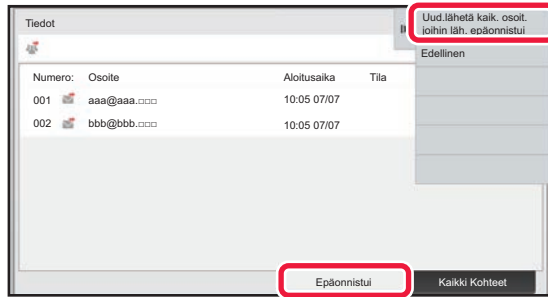 Tiedot
Uud.lähetä kaik. osoit.
joihin läh. epäonnistui
Edellinen
Numero: Osoite Aloitusaika Tila
001 aaa@aaa.□□□ 10:05 07/07
002 bbb@bbb.□□□ 10:05 07/07
Epäonnistui Kaikki Kohteet